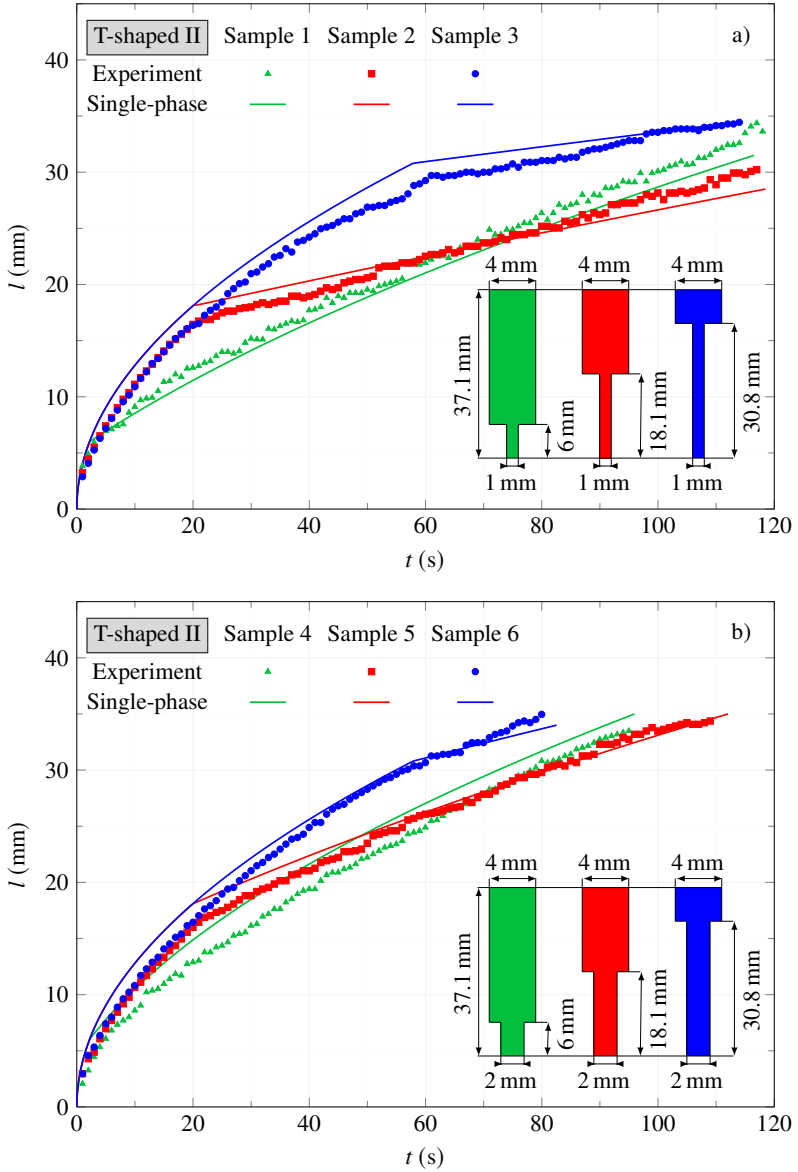 T-shaped II Sample 1 Sample 2 Sample 3 a)
Experiment
Single-phase
40
30
20
10
0
l (mm)
4 mm 4 mm 4 mm
37.1 mm
6 mm
18.1 mm
30.8 mm
1 mm 1 mm 1 mm
0 20 40 60 80 100 120
t (s)
T-shaped II Sample 4 Sample 5 Sample 6 b)
Experiment
Single-phase
40
30
20
10
0
l (mm)
4 mm 4 mm 4 mm
37.1 mm
6 mm
18.1 mm
30.8 mm
2 mm 2 mm 2 mm
0 20 40 60 80 100 120
t (s)